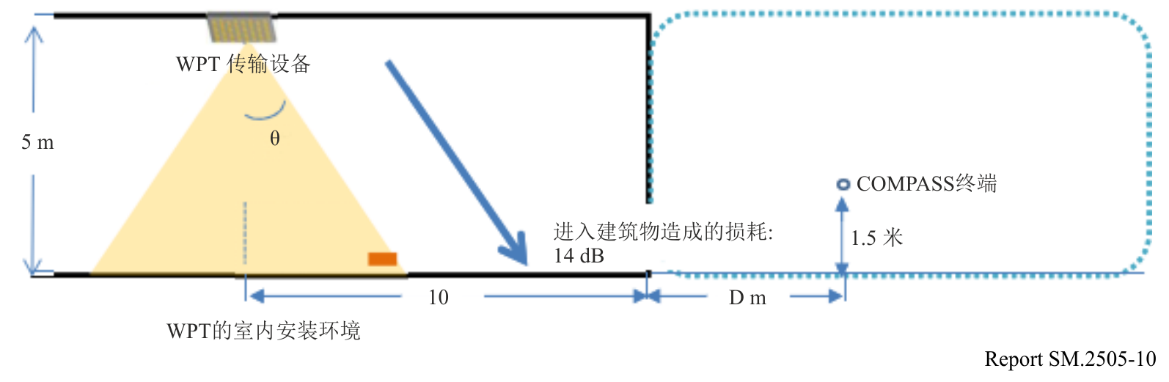 WPT 传输设备
θ
5 m
COMPASS终端
进入建筑物造成的损耗:
14 dB
1.5 米
10
D m
WPT的室内安装环境
Report SM.2505-10